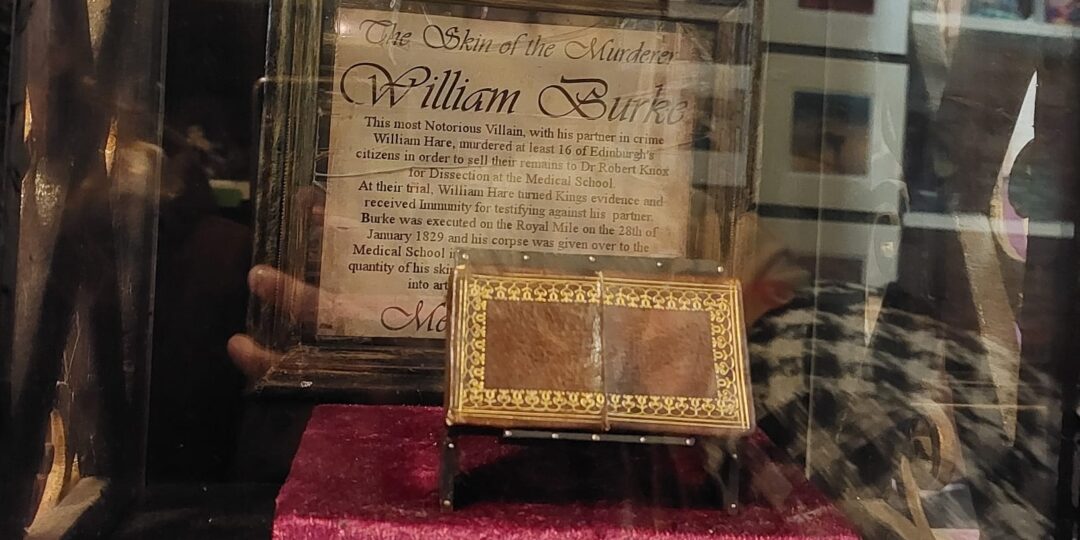 The Skin of the Murderer
William Burke
This most Notorious Villain, with his partner in crime
William Hare, murdered at least 16 of Edinburgh's
citizens in order to sell their remains to Dr Robert Knox
for Dissection at the Medical School.
At their trial, William Hare turned Kings evidence and
received Immunity for testifying against his partner.
Burke was executed on the Royal Mile on the 28th of
January 1829 and his corpse was given over to the
Medical School
quantity of his
into